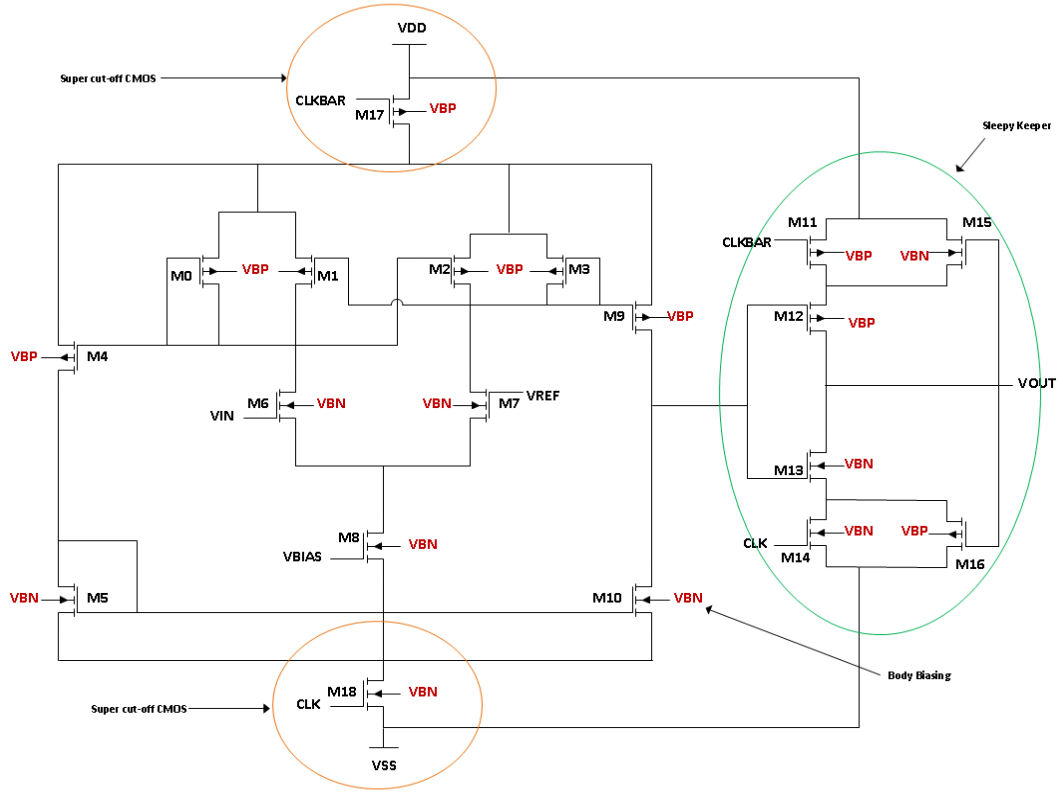 VDD
Super cut-off CMOS
CLKBAR
VBP
M17
Sleepy Keeper
M11
M15
CLKBAR
VBP
VBN
M0
VBP
M1
M2
VBP
M3
M12
VBP
M9
VBP
VBP
M4
VOUT
M6
VBN
VBN
M7
VREF
VIN
M13
VBN
M8
VBN
VBIAS
VBN
VBP
CLK
M14
M16
VBN
M5
M10
VBN
Body Biasing
M18
VBN
CLK
Super cut-off CMOS
VSS